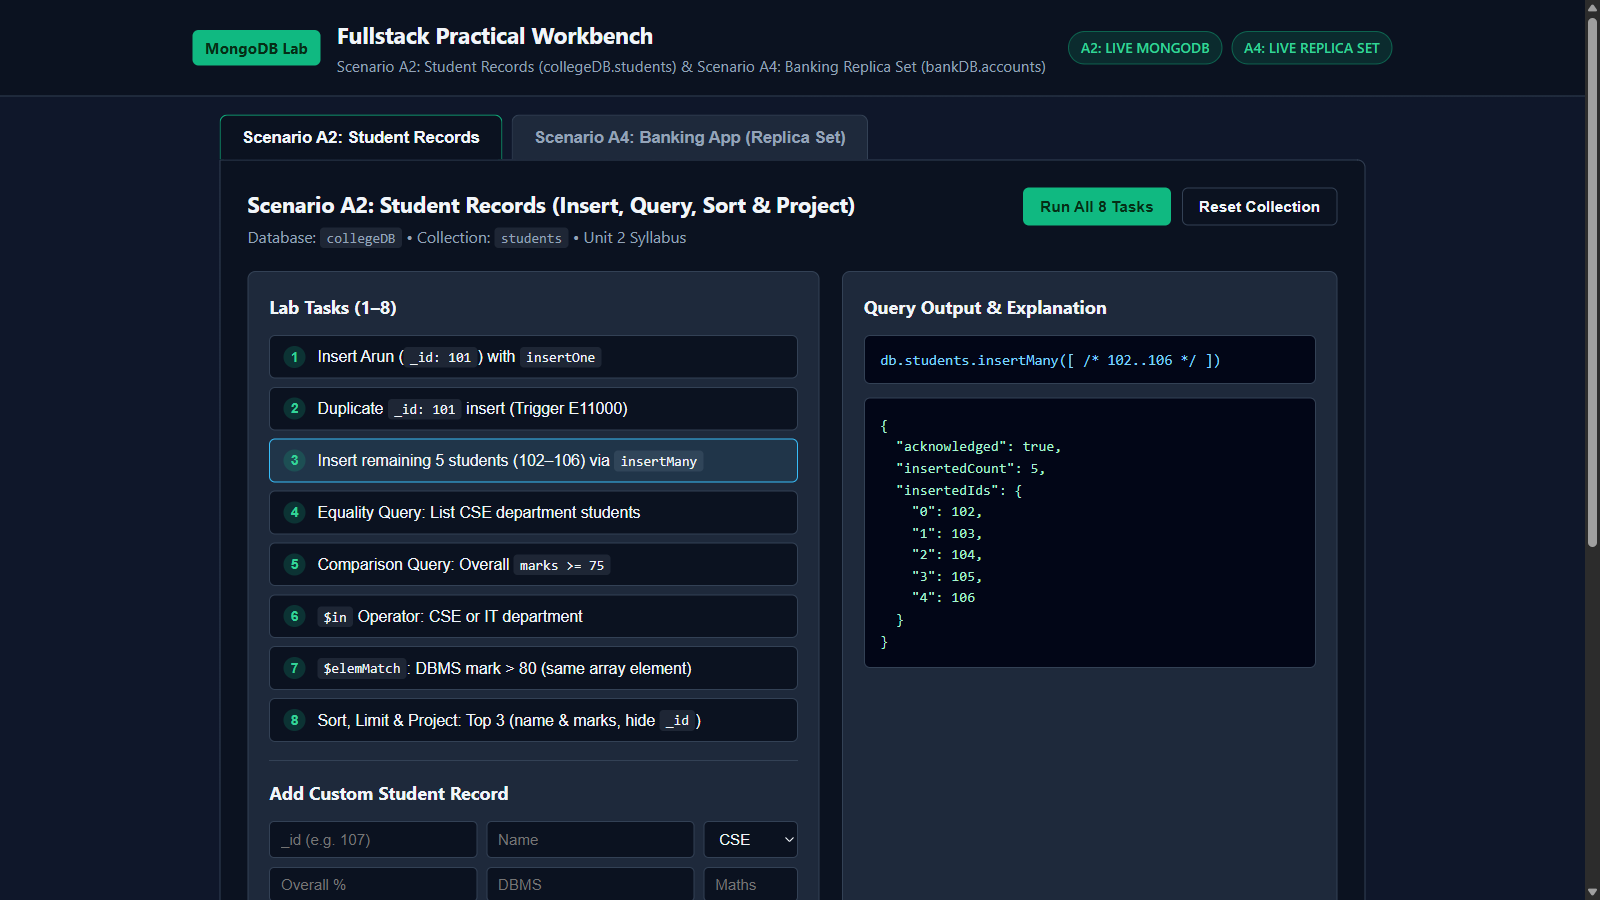 MongoDB Lab
Fullstack Practical Workbench
Scenario A2: Student Records (collegeDB.students) & Scenario A4: Banking Replica Set (bankDB.accounts)
A2: LIVE MONGODB
A4: LIVE REPLICA SET
Scenario A2: Student Records
Scenario A4: Banking App (Replica Set)
Scenario A2: Student Records (Insert, Query, Sort & Project)
Database: collegeDB • Collection: students • Unit 2 Syllabus
Run All 8 Tasks
Reset Collection
Lab Tasks (1–8)
1 Insert Arun ( _id: 101 ) with insertOne
2 Duplicate _id: 101 insert (Trigger E11000)
3 Insert remaining 5 students (102–106) via insertMany
4 Equality Query: List CSE department students
5 Comparison Query: Overall marks >= 75
6 $in Operator: CSE or IT department
7 $elemMatch : DBMS mark > 80 (same array element)
8 Sort, Limit & Project: Top 3 (name & marks, hide _id )
Add Custom Student Record
_id (e.g. 107)
Name
CSE
Overall %
DBMS
Maths
Query Output & Explanation
db.students.insertMany([ /* 102..106 */ ])
{
"acknowledged": true,
"insertedCount": 5,
"insertedIds": {
"0": 102,
"1": 103,
"2": 104,
"3": 105,
"4": 106
}
}